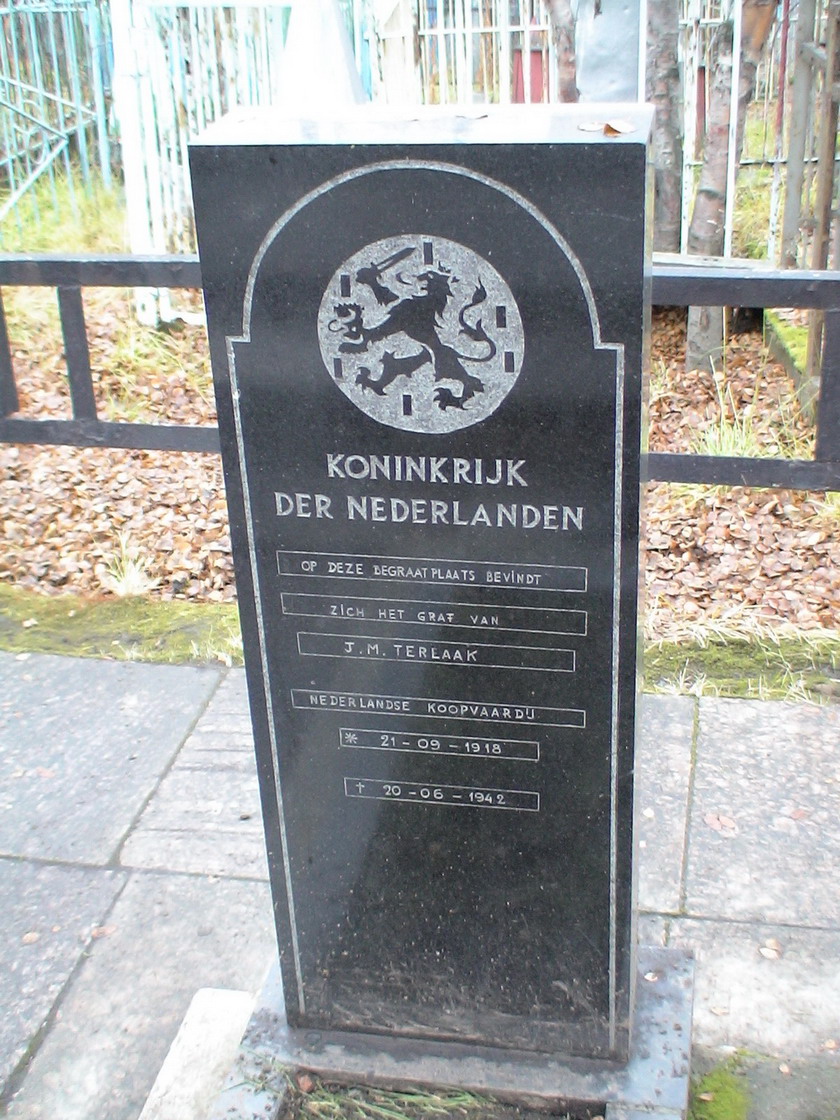 KONINKRIJK
DER NEDERLANDEN
OP DEZE BEGRAATPLAATS BEVINDT
ZICH HET GRAF VAN
J.M. TERLAAK
NEDERLANDSE KOOPVAARDIJ
* 21-09-1918
† 20-06-1942